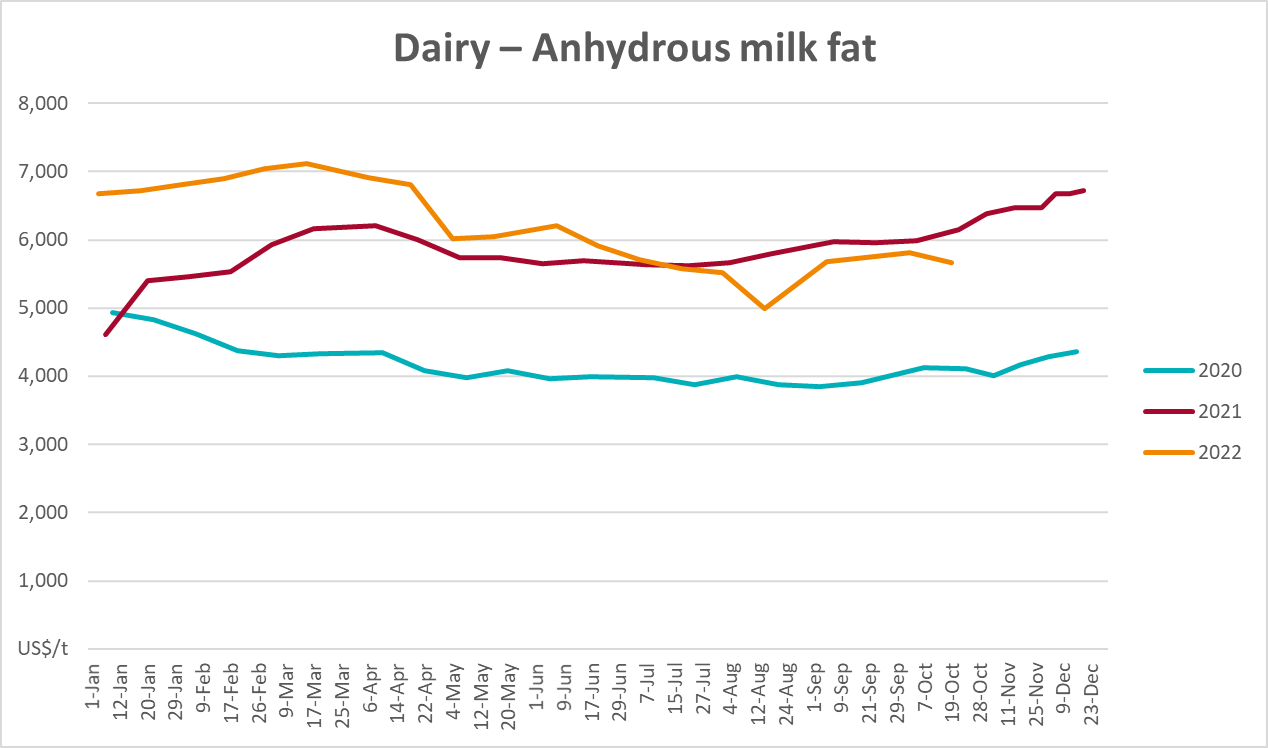 Dairy – Anhydrous milk fat
8,000
7,000
6,000
5,000
4,000
3,000
2,000
1,000
US$/t
1-Jan
12-Jan
20-Jan
29-Jan
9-Feb
17-Feb
26-Feb
9-Mar
17-Mar
25-Mar
6-Apr
14-Apr
22-Apr
4-May
12-May
20-May
1-Jun
9-Jun
17-Jun
29-Jun
7-Jul
15-Jul
27-Jul
4-Aug
12-Aug
24-Aug
1-Sep
9-Sep
21-Sep
29-Sep
7-Oct
19-Oct
28-Oct
11-Nov
25-Nov
9-Dec
23-Dec
2020
2021
2022